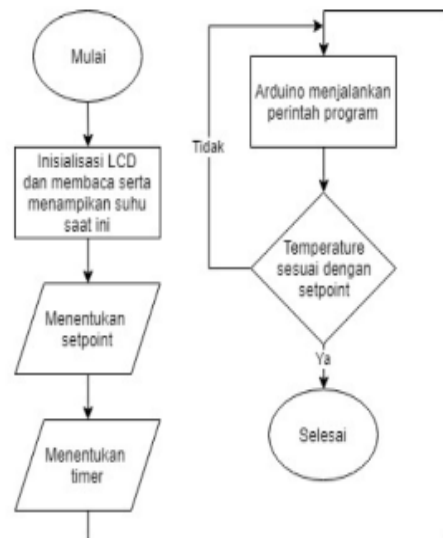 Mulai
Inisialisasi LCD
dan membaca serta
menampikan suhu
saat ini
Menentukan
setpoint
Menentukan
timer
Arduino menjalankan
perintah program
Tidak
Temperature
sesuai dengan
setpoint
Ya
Selesai